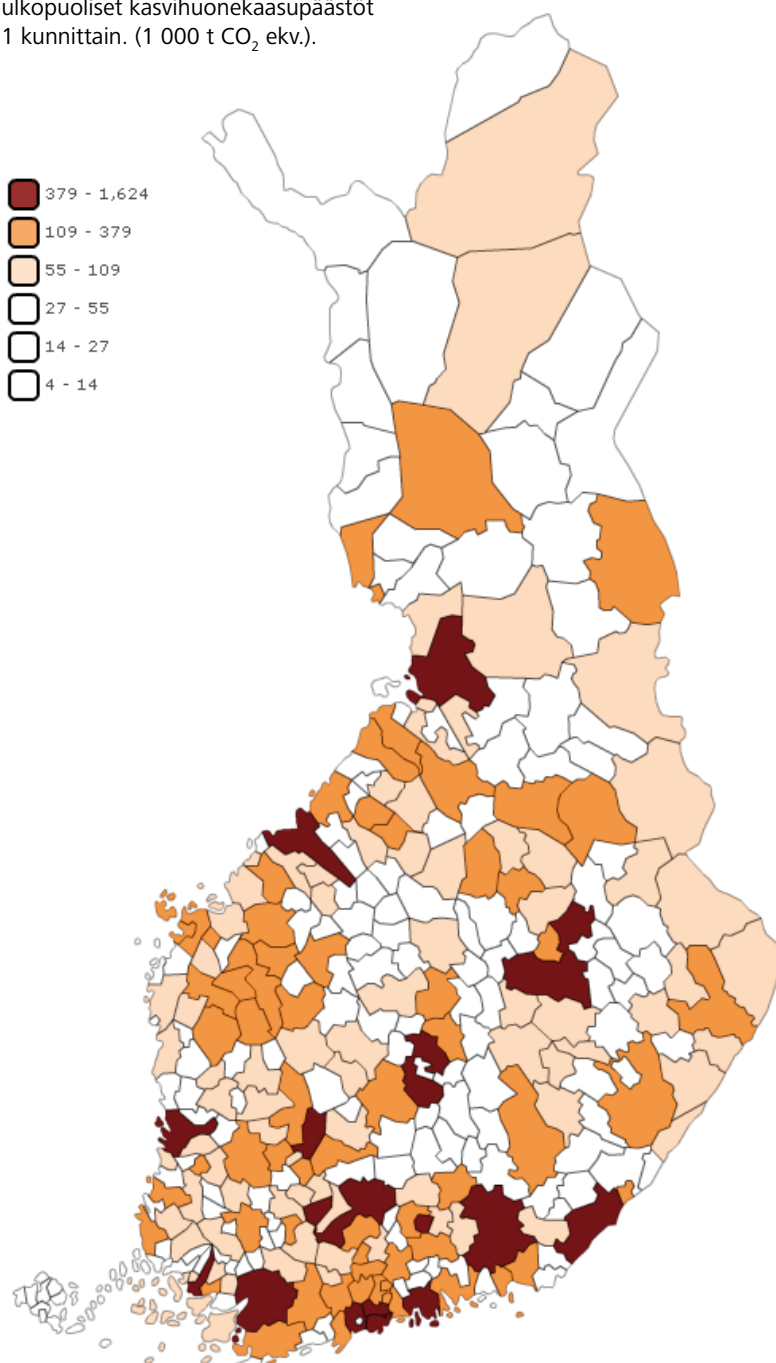 ulkopuoliset kasvihuonekaasupäästöt
1 kunnittain. (1 000 t CO₂ ekv.).
379 - 1,624
109 - 379
55 - 109
27 - 55
14 - 27
4 - 14